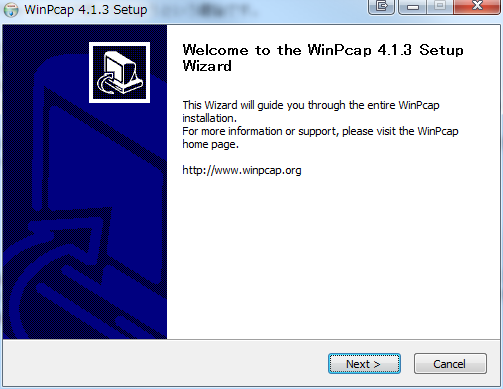 WinPcap 4.1.3 Setup
Welcome to the WinPcap 4.1.3 Setup
Wizard
This Wizard will guide you through the entire WinPcap
installation.
For more information or support, please visit the WinPcap
home page.
http://www.winpcap.org
Next >
Cancel